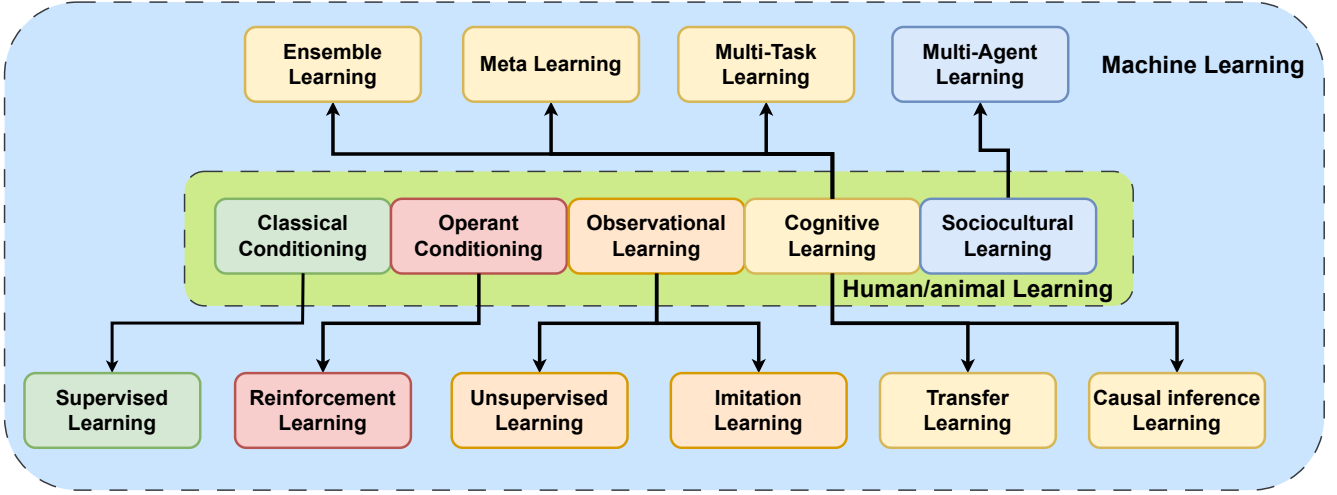 Ensemble
Learning
Meta Learning
Multi-Task
Learning
Multi-Agent
Learning
Machine Learning
Classical
Conditioning
Operant
Conditioning
Observational
Learning
Cognitive
Learning
Sociocultural
Learning
Human/animal Learning
Supervised
Learning
Reinforcement
Learning
Unsupervised
Learning
Imitation
Learning
Transfer
Learning
Causal inference
Learning